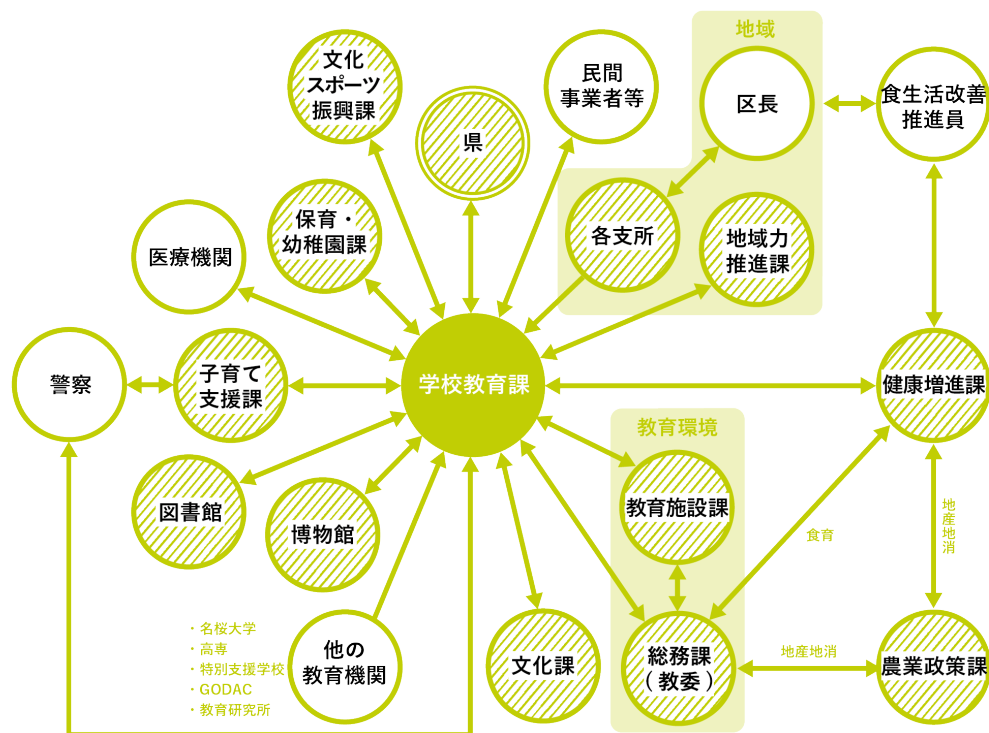 地域
文化
スポーツ
振興課
民間
事業者等
区長
食生活改善
推進員
県
保育・
幼稚園課
各支所
地域力
推進課
医療機関
警察
子育て
支援課
学校教育課
健康増進課
教育環境
図書館
博物館
教育施設課
食育
地産地消
・名桜大学
・高専
・特別支援学校
・GODAC
・教育研究所
他の
教育機関
文化課
総務課
（教委）
地産地消
農業政策課